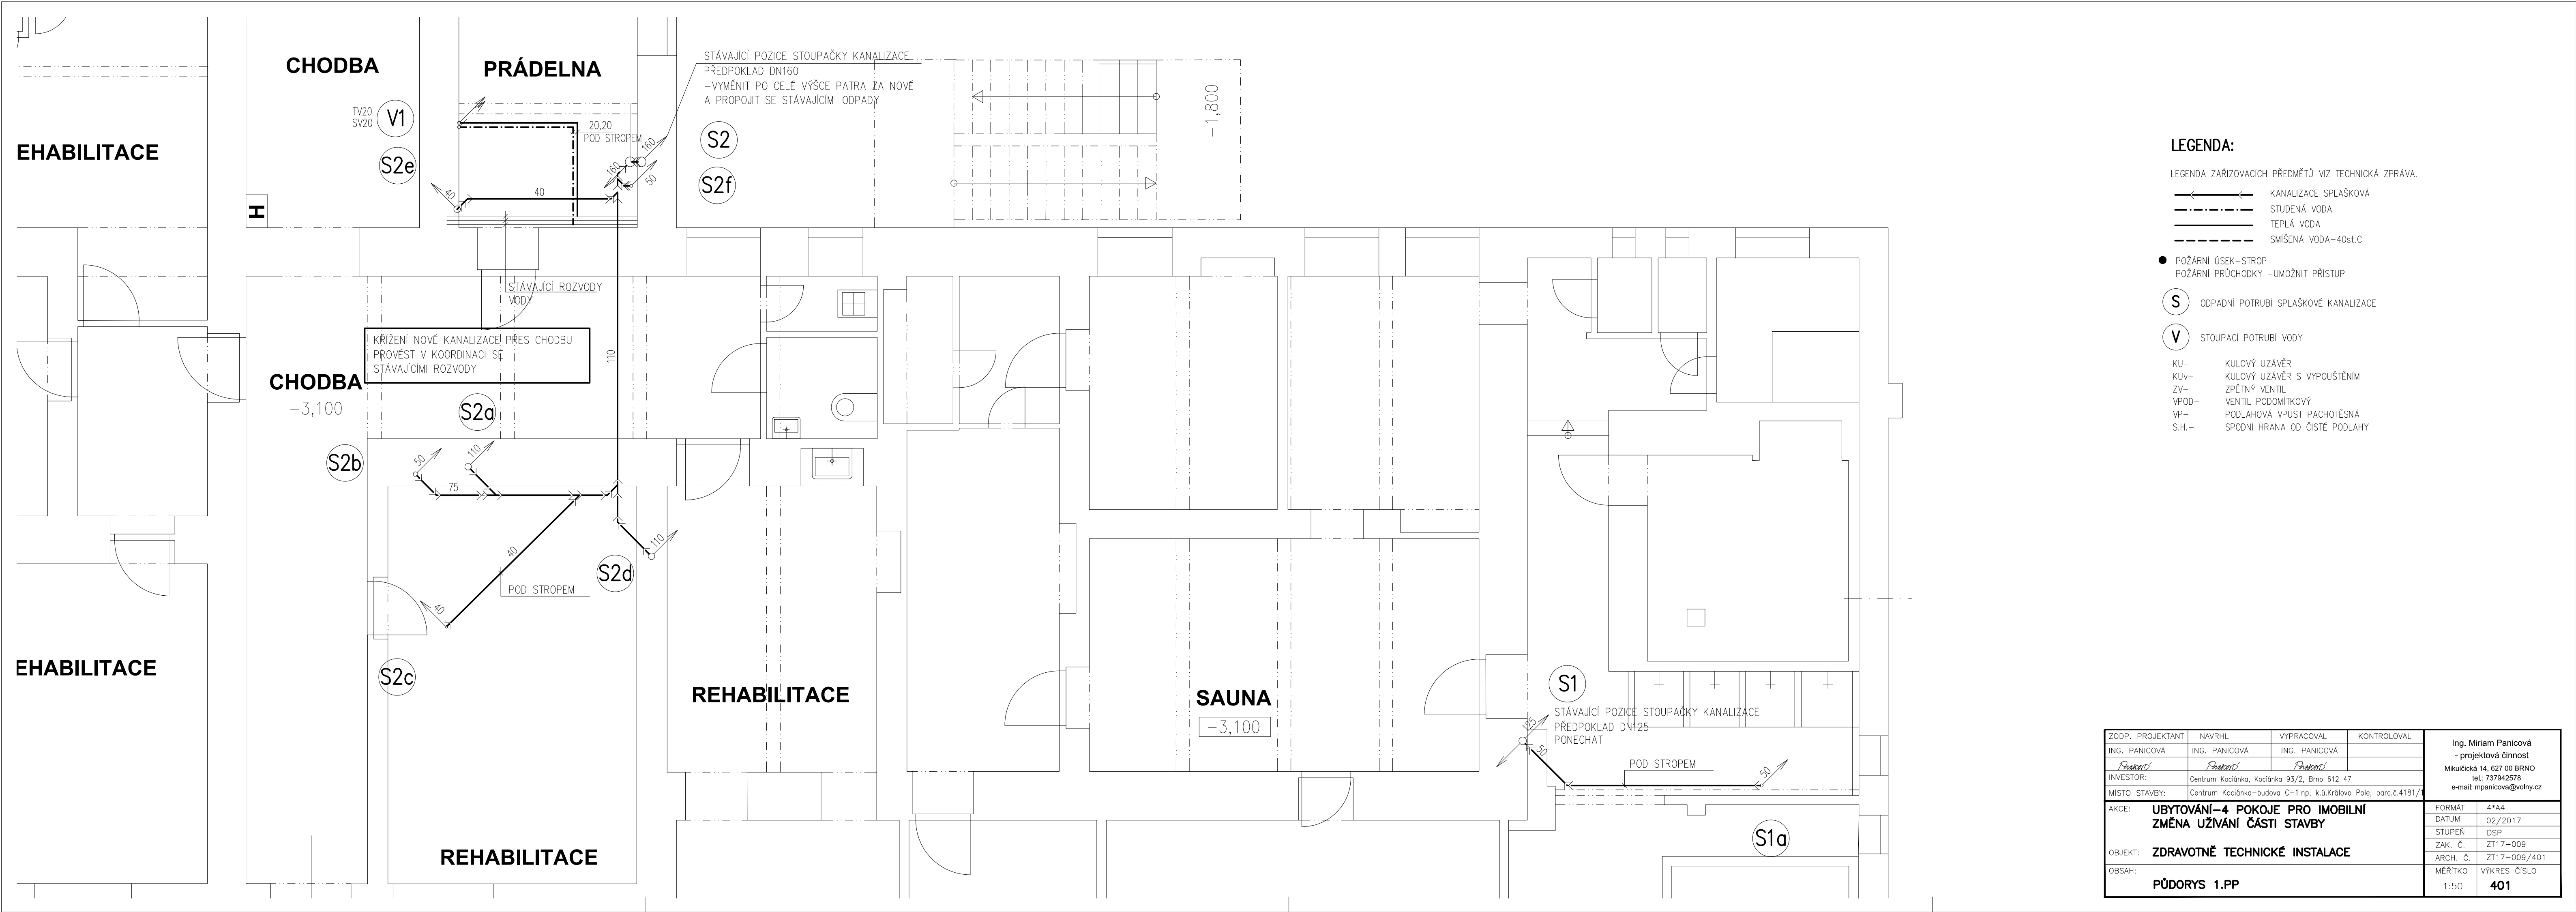 CHODBA
PRÁDELNA
STÁVAJÍCÍ POZICE STOUPAČKY KANALIZACE
PŘEDPOKLAD DN160
-VYMĚNIT PO CELÉ VÝŠCE PATRA ZA NOVÉ
A PROPOJIT SE STÁVAJÍCÍMI ODPADY
TV20
SV20
V1
20,20
POD STROPEM
S2
160
160
50
-1,800
EHABILITACE
S2e
S2f
40
40
H
STÁVAJÍCÍ ROZVODY
VODY
KŘÍŽENÍ NOVÉ KANALIZACE PŘES CHODBU
PROVÉST V KOORDINACI SE
STÁVAJÍCÍMI ROZVODY
110
CHODBA
-3,100
S2a
S2b
50
110
75
40
110
S2d
POD STROPEM
40
EHABILITACE
S2c
REHABILITACE
SAUNA
-3,100
S1
STÁVAJÍCÍ POZICE STOUPAČKY KANALIZACE
PŘEDPOKLAD DN125
PONECHAT
125
50
POD STROPEM
50
S1a
REHABILITACE
LEGENDA:
LEGENDA ZAŘIZOVACÍCH PŘEDMĚTŮ VIZ TECHNICKÁ ZPRÁVA.
KANALIZACE SPLAŠKOVÁ
STUDENÁ VODA
TEPLÁ VODA
SMÍŠENÁ VODA-40st.C
POŽÁRNÍ ÚSEK-STROP
POŽÁRNÍ PRŮCHODKY -UMOŽNIT PŘÍSTUP
S ODPADNÍ POTRUBÍ SPLAŠKOVÉ KANALIZACE
V STOUPACÍ POTRUBÍ VODY
KU- KULOVÝ UZÁVĚR
KUv- KULOVÝ UZÁVĚR S VYPOUŠTĚNÍM
ZV- ZPĚTNÝ VENTIL
VPOD- VENTIL PODOMÍTKOVÝ
VP- PODLAHOVÁ VPUST PACHOTĚSNÁ
S.H.- SPODNÍ HRANA OD ČISTÉ PODLAHY
ZODP. PROJEKTANT NAVRHL VYPRACOVAL KONTROLOVAL
ING. PANICOVÁ ING. PANICOVÁ ING. PANICOVÁ
INVESTOR: Centrum Kociánka, Kociánka 93/2, Brno 612 47
MÍSTO STAVBY: Centrum Kociánka-budova C-1.np, k.ú.Královo Pole, parc.č.4181/1
Ing, Miriam Panicová
- projektová činnost
Mikulčická 14, 627 00 BRNO
tel.: 737942578
e-mail: mpanicova@volny.cz
AKCE: UBYTOVÁNÍ-4 POKOJE PRO IMOBILNÍ
ZMĚNA UŽÍVÁNÍ ČÁSTI STAVBY
OBJEKT: ZDRAVOTNĚ TECHNICKÉ INSTALACE
OBSAH:
PŮDORYS 1.PP
FORMÁT 4*A4
DATUM 02/2017
STUPEŇ DSP
ZAK. Č. ZT17-009
ARCH. Č. ZT17-009/401
MĚŘÍTKO VÝKRES ČÍSLO
1:50 401